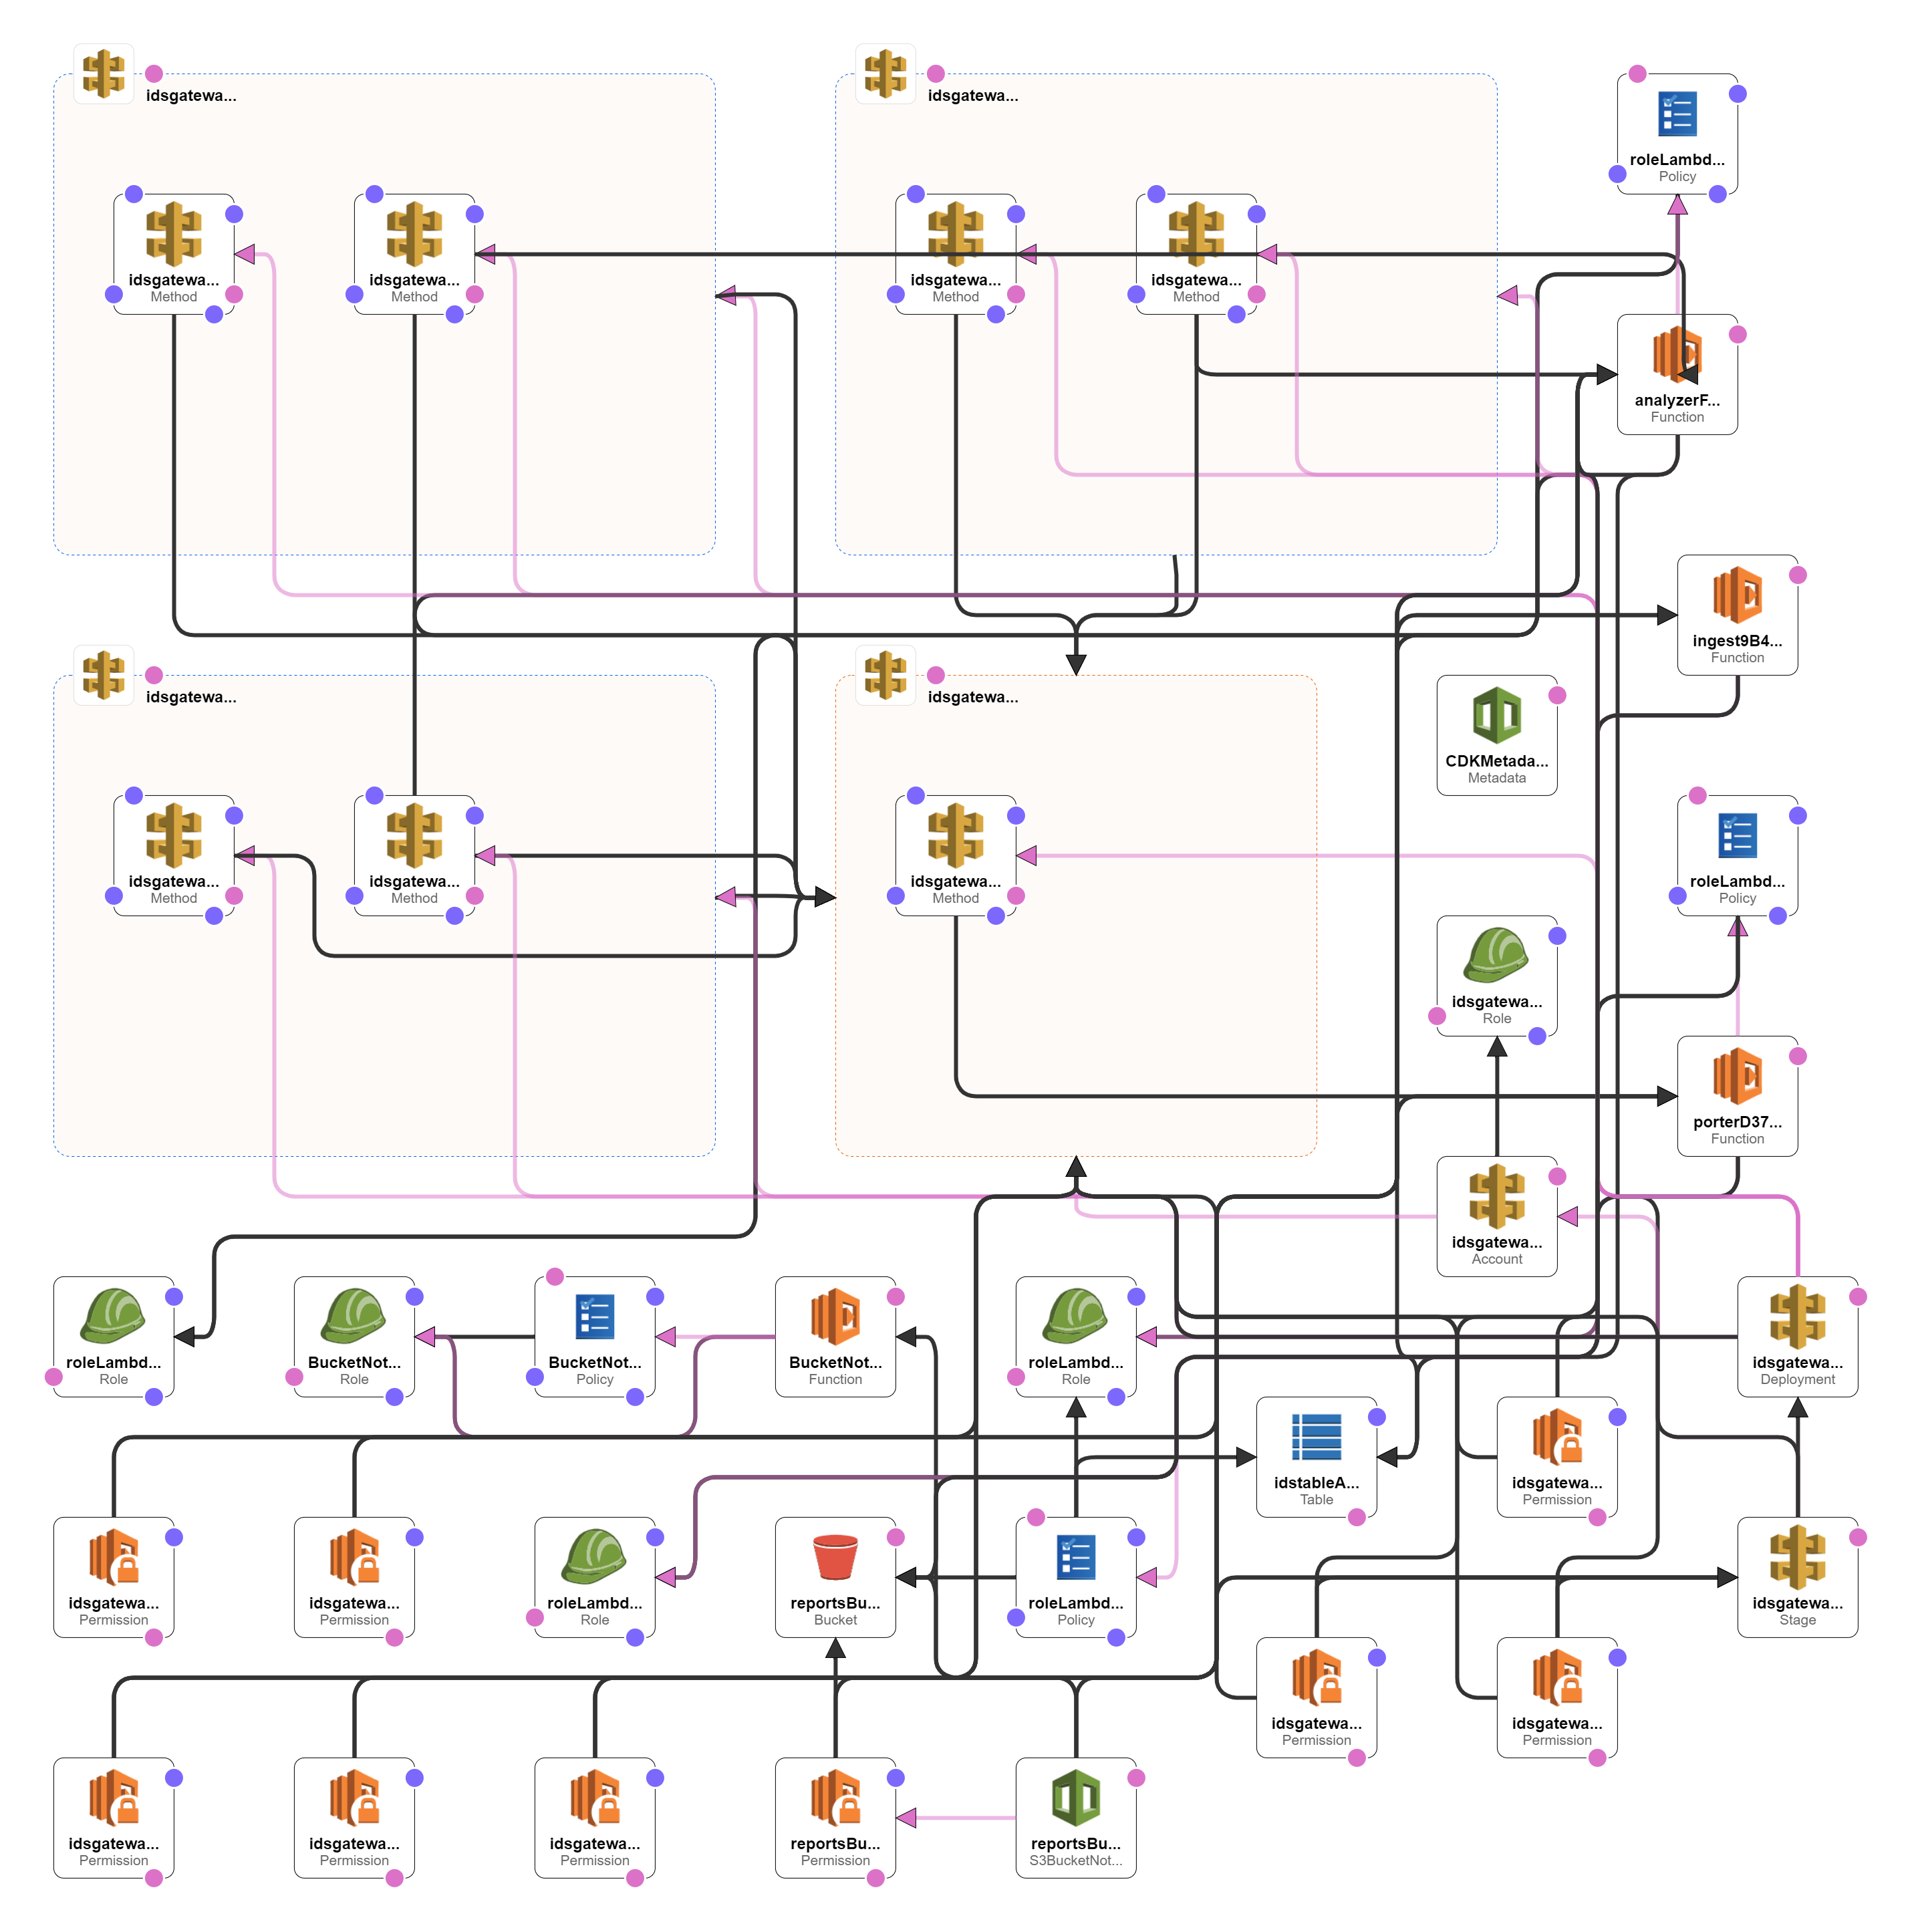 idsgatewa...
idsgatewa...
roleLambd...
Policy
idsgatewa...
Method
idsgatewa...
Method
idsgatewa...
Method
idsgatewa...
Method
analyzerF...
Function
ingest9B4...
Function
idsgatewa...
idsgatewa...
CDKMetada...
Metadata
idsgatewa...
Method
idsgatewa...
Method
idsgatewa...
Method
roleLambd...
Policy
idsgatewa...
Role
porterD37...
Function
idsgatewa...
Account
roleLambd...
Role
BucketNot...
Role
BucketNot...
Policy
BucketNot...
Function
roleLambd...
Role
idsgatewa...
Deployment
idstableA...
Table
idsgatewa...
Permission
idsgatewa...
Permission
idsgatewa...
Permission
roleLambd...
Role
reportsBu...
Bucket
roleLambd...
Policy
idsgatewa...
Stage
idsgatewa...
Permission
idsgatewa...
Permission
idsgatewa...
Permission
idsgatewa...
Permission
idsgatewa...
Permission
reportsBu...
Permission
reportsBu...
S3BucketNot...